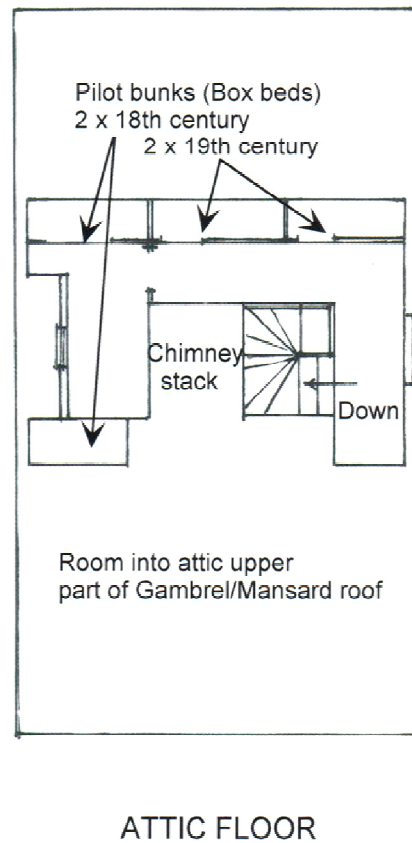 Pilot bunks (Box beds)
2 x 18th century
2 x 19th century
Chimney
stack
Down
Room into attic upper
part of Gambrel/Mansard roof
ATTIC FLOOR